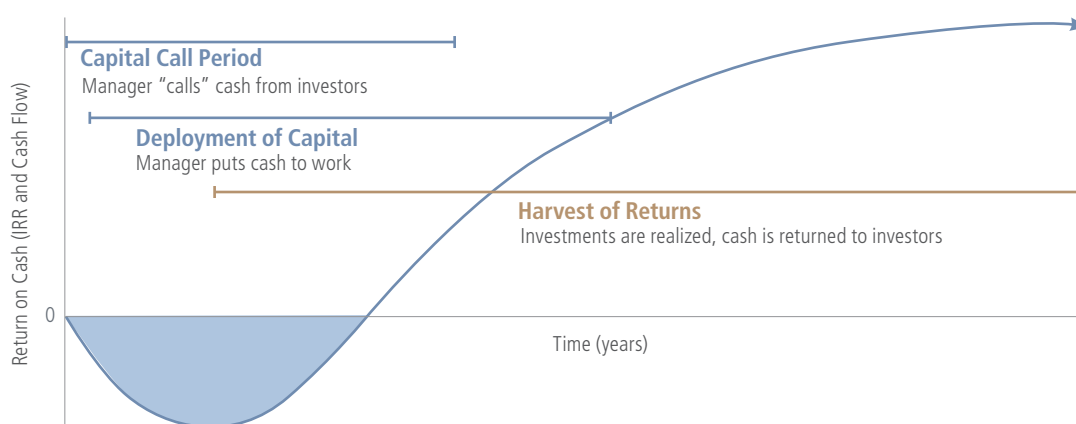 Capital Call Period
Manager “calls” cash from investors
Deployment of Capital
Manager puts cash to work
Harvest of Returns
Investments are realized, cash is returned to investors
Return on Cash (IRR and Cash Flow)
0
Time (years)